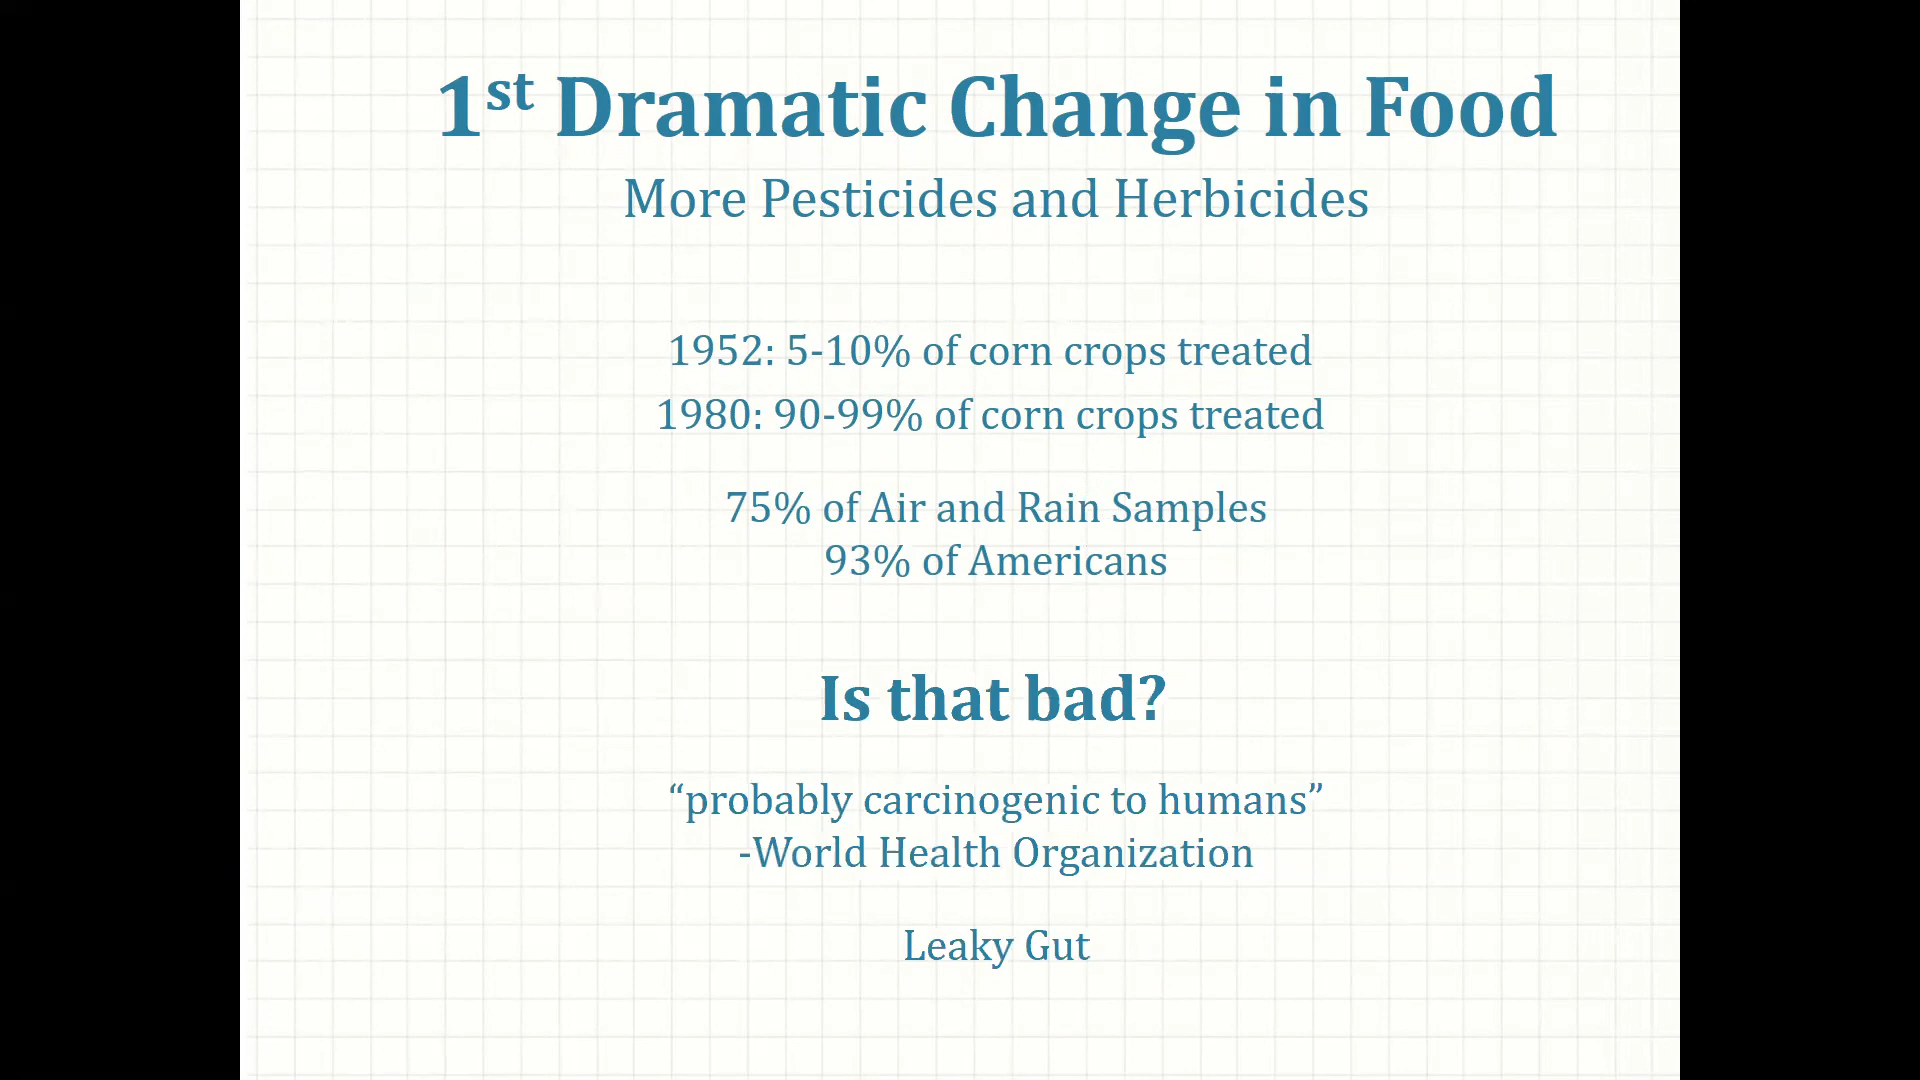 1st Dramatic Change in Food
More Pesticides and Herbicides
1952: 5-10% of corn crops treated
1980: 90-99% of corn crops treated
75% of Air and Rain Samples
93% of Americans
Is that bad?
“probably carcinogenic to humans”
-World Health Organization
Leaky Gut